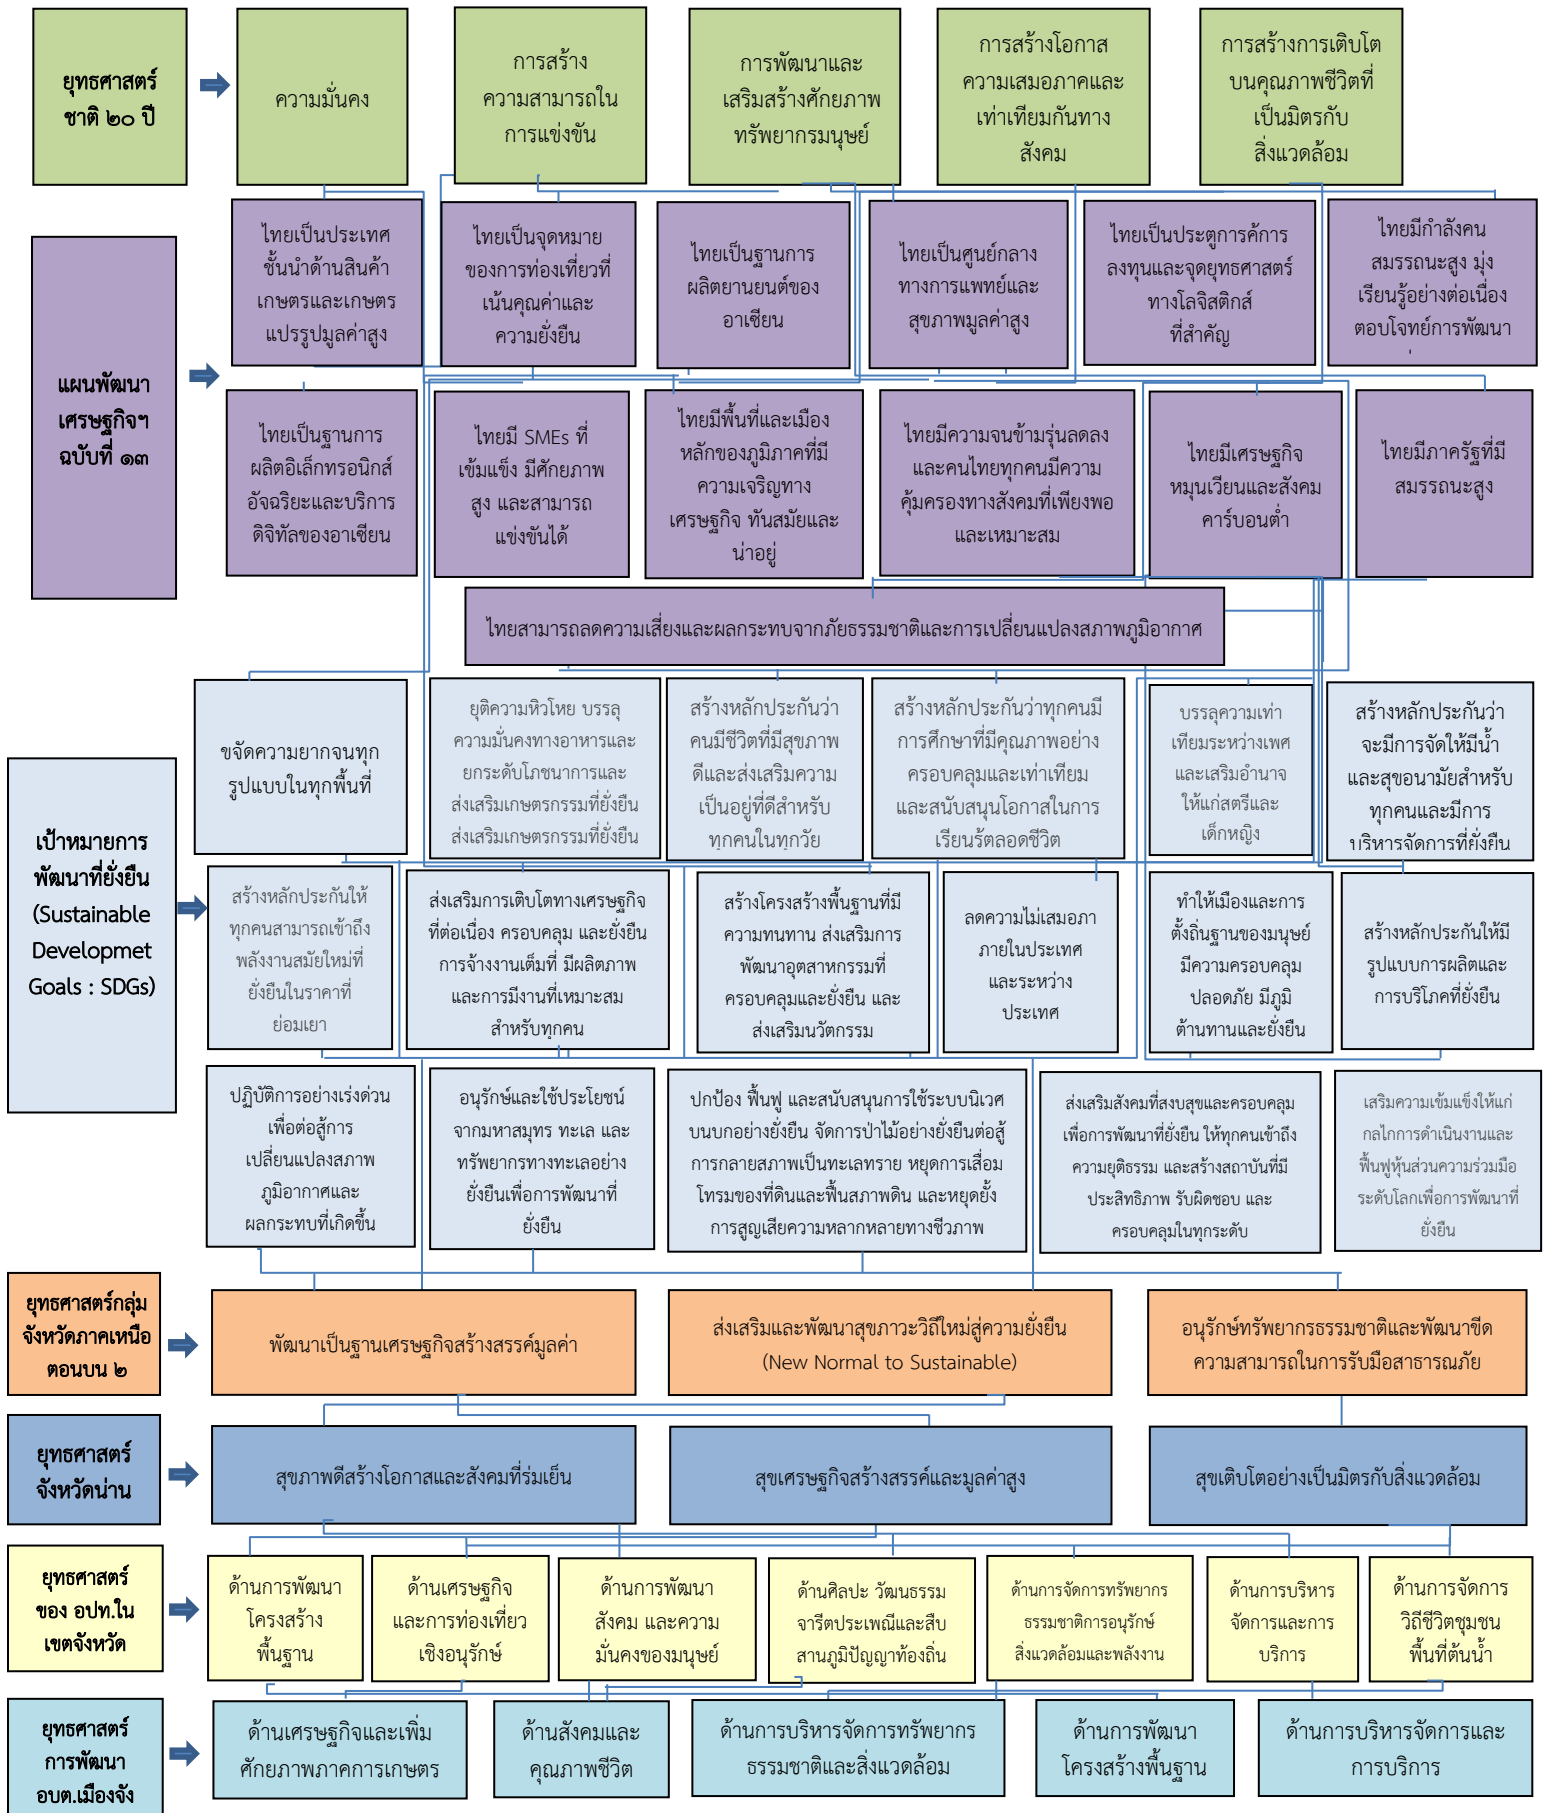 ยุทธศาสตร์
ชาติ ๒๐ ปี
ความมั่นคง
การสร้าง
ความสามารถใน
การแข่งขัน
การพัฒนาและ
เสริมสร้างศักยภาพ
ทรัพยากรมนุษย์
การสร้างโอกาส
ความเสมอภาคและ
เท่าเทียมกันทาง
สังคม
การสร้างการเติบโต
บนคุณภาพชีวิตที่
เป็นมิตรกับ
สิ่งแวดล้อม
แผนพัฒนา
เศรษฐกิจฯ
ฉบับที่ ๑๓
ไทยเป็นประเทศ
ชั้นนำด้านสินค้า
เกษตรและเกษตร
แปรรูปมูลค่าสูง
ไทยเป็นจุดหมาย
ของการท่องเที่ยวที่
เน้นคุณค่าและ
ความยั่งยืน
ไทยเป็นฐานการ
ผลิตยานยนต์ของ
อาเซียน
ไทยเป็นศูนย์กลาง
ทางการแพทย์และ
สุขภาพมูลค่าสูง
ไทยเป็นประตูการค้าการ
ลงทุนและจุดยุทธศาสตร์
ทางโลจิสติกส์
ที่สำคัญ
ไทยมีกำลังคน
สมรรถนะสูง มุ่ง
เรียนรู้อย่างต่อเนื่อง
ตอบโจทย์การพัฒนา
ไทยเป็นฐานการ
ผลิตอิเล็กทรอนิกส์
อัจฉริยะและบริการ
ดิจิทัลของอาเซียน
ไทยมี SMEs ที่
เข้มแข็ง มีศักยภาพ
สูง และสามารถ
แข่งขันได้
ไทยมีพื้นที่และเมือง
หลักของภูมิภาคที่มี
ความเจริญทาง
เศรษฐกิจ ทันสมัยและ
น่าอยู่
ไทยมีความจนข้ามรุ่นลดลง
และคนไทยทุกคนมีความ
คุ้มครองทางสังคมที่เพียงพอ
และเหมาะสม
ไทยมีเศรษฐกิจ
หมุนเวียนและสังคม
คาร์บอนต่ำ
ไทยมีภาครัฐที่มี
สมรรถนะสูง
ไทยสามารถลดความเสี่ยงและผลกระทบจากภัยธรรมชาติและการเปลี่ยนแปลงสภาพภูมิอากาศ
เป้าหมายการ
พัฒนาที่ยั่งยืน
(Sustainable
Developmet
Goals : SDGs)
ขจัดความยากจนทุก
รูปแบบในทุกพื้นที่
ยุติความหิวโหย บรรลุ
ความมั่นคงทางอาหารและ
ยกระดับโภชนาการและ
ส่งเสริมเกษตรกรรมที่ยั่งยืน
ส่งเสริมเกษตรกรรมที่ยั่งยืน
สร้างหลักประกันว่า
คนมีชีวิตที่มีสุขภาพ
ดีและส่งเสริมความ
เป็นอยู่ที่ดีสำหรับ
ทุกคนในทุกวัย
สร้างหลักประกันว่าทุกคนมี
การศึกษาที่มีคุณภาพอย่าง
ครอบคลุมและเท่าเทียม
และสนับสนุนโอกาสในการ
เรียนรู้ตลอดชีวิต
บรรลุความเท่า
เทียมระหว่างเพศ
และเสริมอำนาจ
ให้แก่สตรีและ
เด็กหญิง
สร้างหลักประกันว่า
จะมีการจัดให้มีน้ำ
และสุขอนามัยสำหรับ
ทุกคนและมีการ
บริหารจัดการที่ยั่งยืน
สร้างหลักประกันให้
ทุกคนสามารถเข้าถึง
พลังงานสมัยใหม่ที่
ยั่งยืนในราคาที่
ย่อมเยา
ส่งเสริมการเติบโตทางเศรษฐกิจ
ที่ต่อเนื่อง ครอบคลุม และยั่งยืน
การจ้างงานเต็มที่ มีผลิตภาพ
และการมีงานที่เหมาะสม
สำหรับทุกคน
สร้างโครงสร้างพื้นฐานที่มี
ความทนทาน ส่งเสริมการ
พัฒนาอุตสาหกรรมที่
ครอบคลุมและยั่งยืน และ
ส่งเสริมนวัตกรรม
ลดความไม่เสมอภา
ภายในประเทศ
และระหว่าง
ประเทศ
ทำให้เมืองและการ
ตั้งถิ่นฐานของมนุษย์
มีความครอบคลุม
ปลอดภัย มีภูมิ
ต้านทานและยั่งยืน
สร้างหลักประกันให้มี
รูปแบบการผลิตและ
การบริโภคที่ยั่งยืน
ปฏิบัติการอย่างเร่งด่วน
เพื่อต่อสู้การ
เปลี่ยนแปลงสภาพ
ภูมิอากาศและ
ผลกระทบที่เกิดขึ้น
อนุรักษ์และใช้ประโยชน์
จากมหาสมุทร ทะเล และ
ทรัพยากรทางทะเลอย่าง
ยั่งยืนเพื่อการพัฒนาที่
ยั่งยืน
ปกป้อง ฟื้นฟู และสนับสนุนการใช้ระบบนิเวศ
บนบกอย่างยั่งยืน จัดการป่าไม้อย่างยั่งยืนต่อสู้
การกลายสภาพเป็นทะเลทราย หยุดการเสื่อม
โทรมของที่ดินและฟื้นสภาพดิน และหยุดยั้ง
การสูญเสียความหลากหลายทางชีวภาพ
ส่งเสริมสังคมที่สงบสุขและครอบคลุม
เพื่อการพัฒนาที่ยั่งยืน ให้ทุกคนเข้าถึง
ความยุติธรรม และสร้างสถาบันที่มี
ประสิทธิภาพ รับผิดชอบ และ
ครอบคลุมในทุกระดับ
เสริมความเข้มแข็งให้แก่
กลไกการดำเนินงานและ
ฟื้นฟูหุ้นส่วนความร่วมมือ
ระดับโลกเพื่อการพัฒนาที่
ยั่งยืน
ยุทธศาสตร์กลุ่ม
จังหวัดภาคเหนือ
ตอนบน ๒
พัฒนาเป็นฐานเศรษฐกิจสร้างสรรค์มูลค่า
ส่งเสริมและพัฒนาสุขภาวะวิถีใหม่สู่ความยั่งยืน
(New Normal to Sustainable)
อนุรักษ์ทรัพยากรธรรมชาติและพัฒนาขีด
ความสามารถในการรับมือสาธารณภัย
ยุทธศาสตร์
จังหวัดน่าน
สุขภาพดีสร้างโอกาสและสังคมที่ร่มเย็น
สุขเศรษฐกิจสร้างสรรค์และมูลค่าสูง
สุขเติบโตอย่างเป็นมิตรกับสิ่งแวดล้อม
ยุทธศาสตร์
ของ อปท.ใน
เขตจังหวัด
ด้านการพัฒนา
โครงสร้าง
พื้นฐาน
ด้านเศรษฐกิจ
และการท่องเที่ยว
เชิงอนุรักษ์
ด้านการพัฒนา
สังคม และความ
มั่นคงของมนุษย์
ด้านศิลปะ วัฒนธรรม
จารีตประเพณีและสืบ
สานภูมิปัญญาท้องถิ่น
ด้านการจัดการทรัพยากร
ธรรมชาติการอนุรักษ์
สิ่งแวดล้อมและพลังงาน
ด้านการบริหาร
จัดการและการ
บริการ
ด้านการจัดการ
วิถีชีวิตชุมชน
พื้นที่ต้นน้ำ
ยุทธศาสตร์
การพัฒนา
อบต.เมืองจัง
ด้านเศรษฐกิจและเพิ่ม
ศักยภาพภาคการเกษตร
ด้านสังคมและ
คุณภาพชีวิต
ด้านการบริหารจัดการทรัพยากร
ธรรมชาติและสิ่งแวดล้อม
ด้านการพัฒนา
โครงสร้างพื้นฐาน
ด้านการบริหารจัดการและ
การบริการ